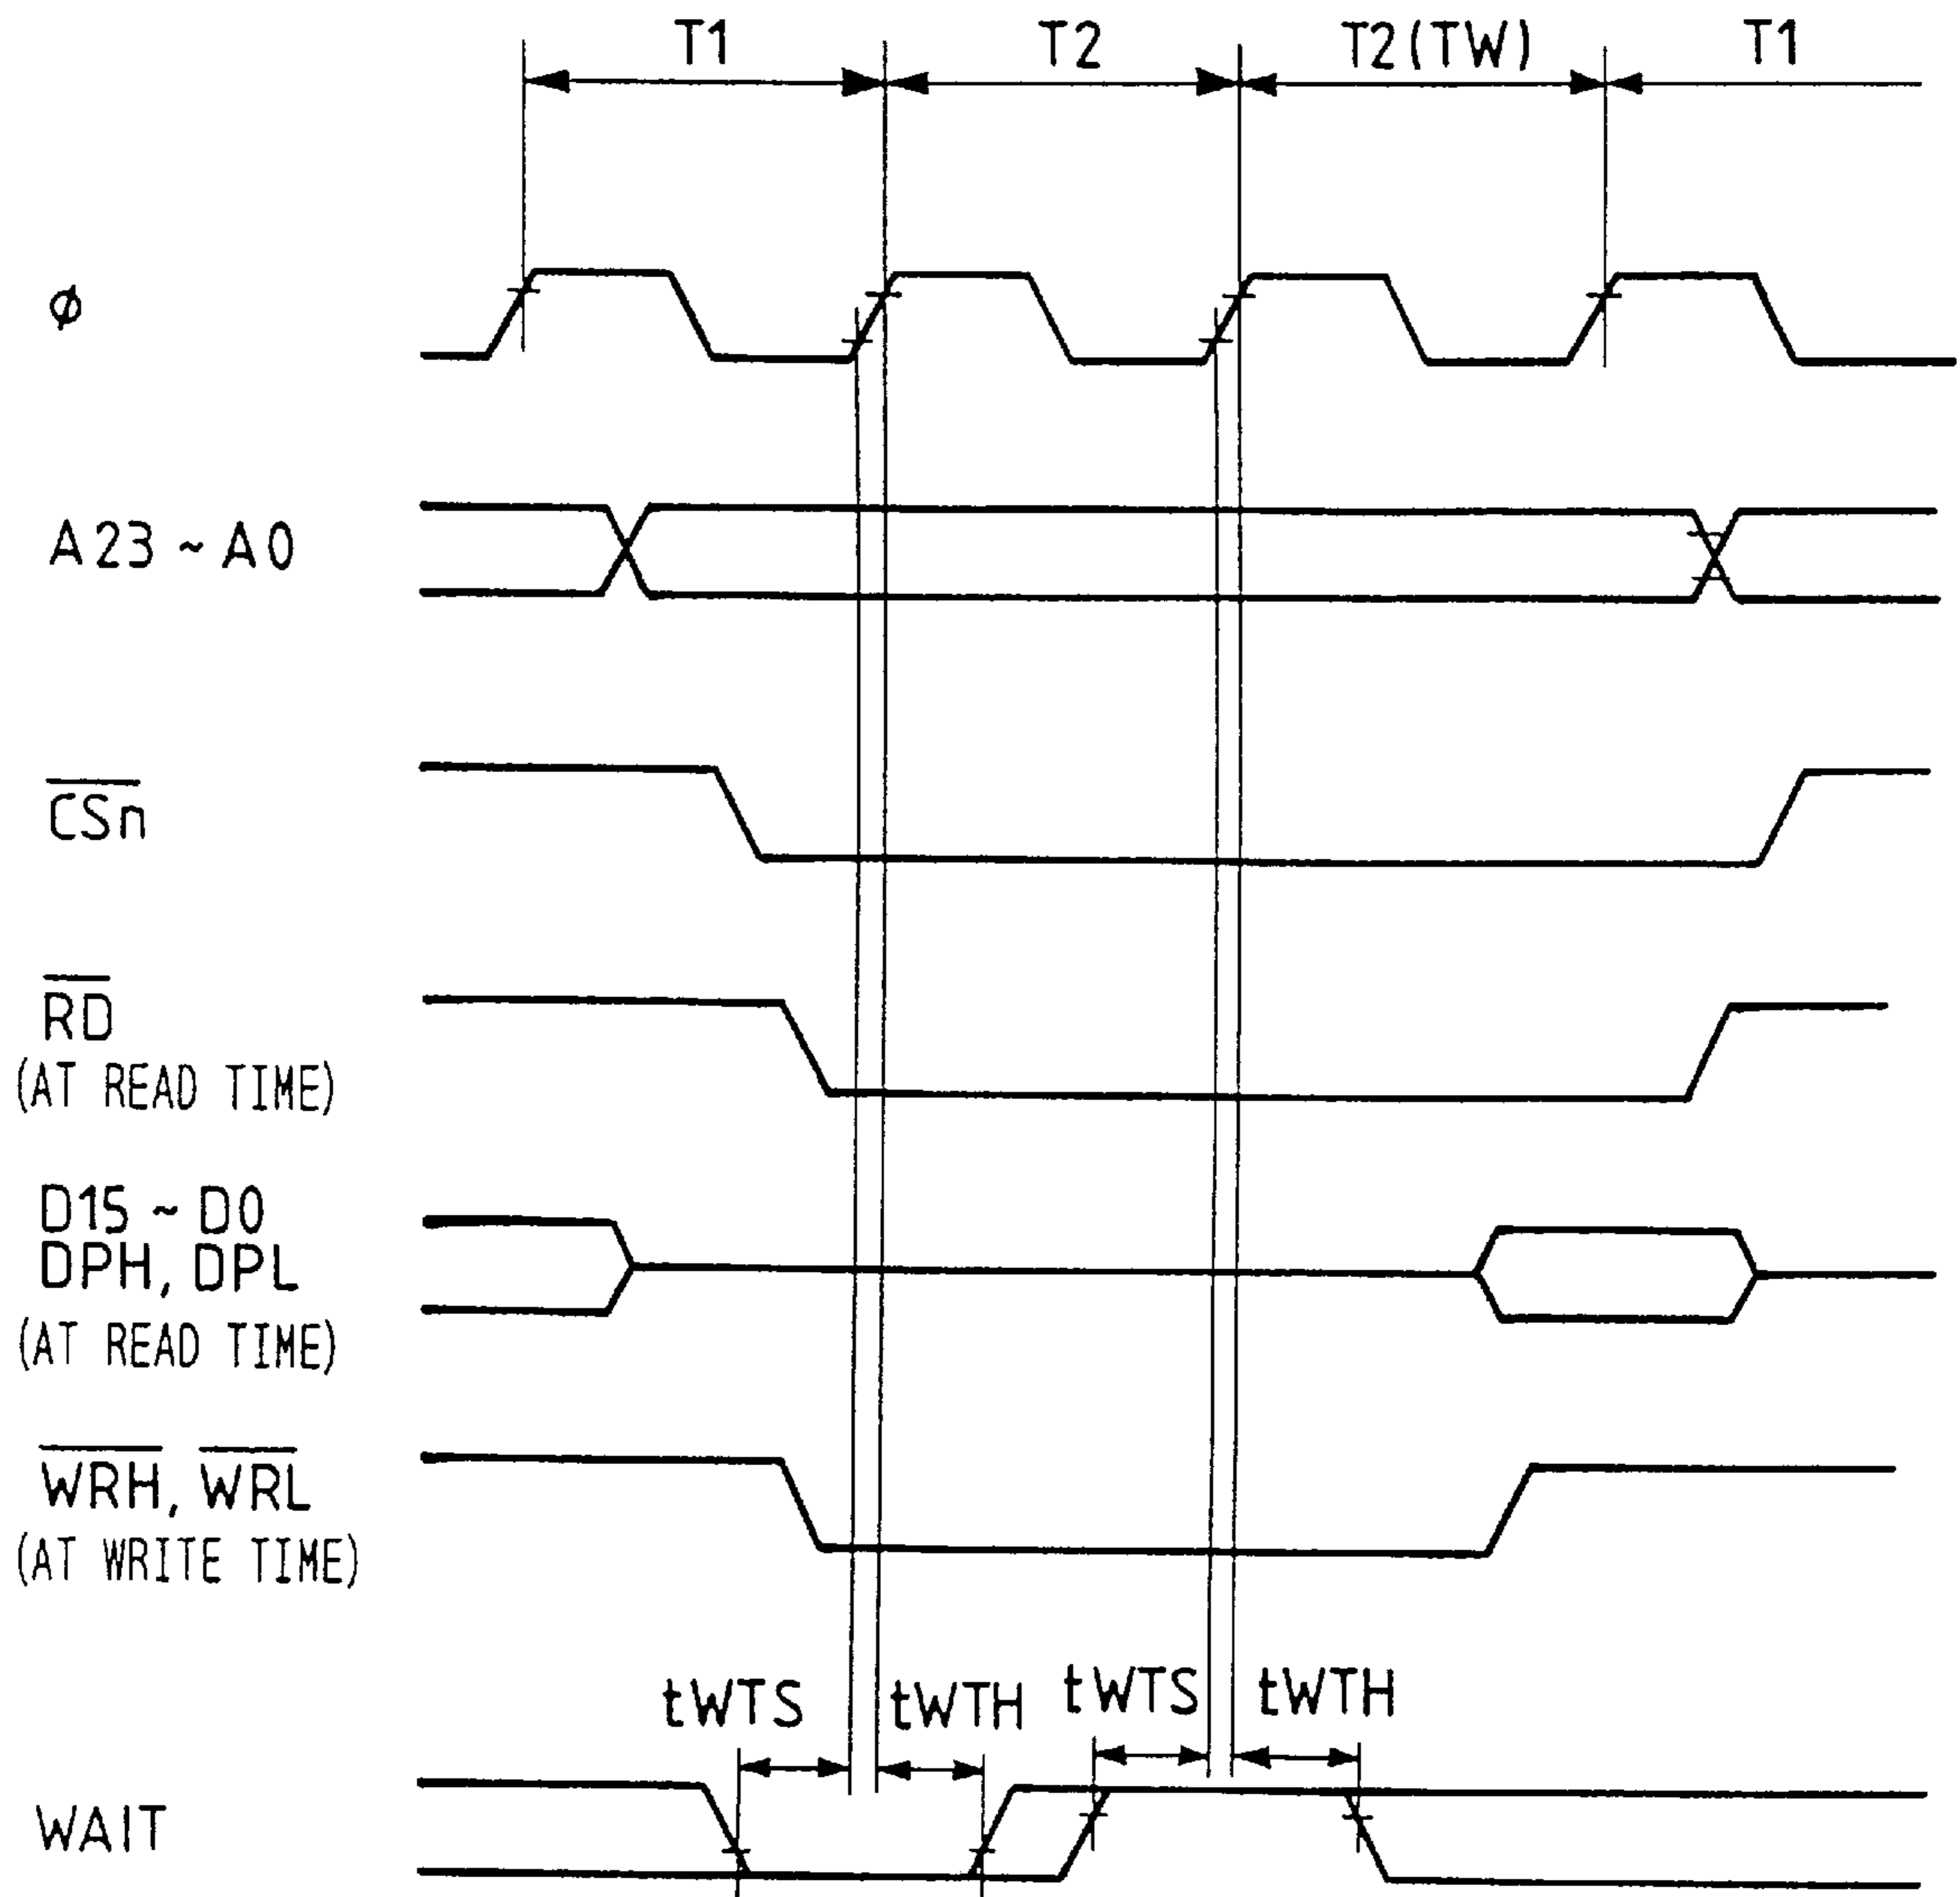 T1 T2 T2(TW) T1
ϕ
A23 ~ A0
CSn
RD
(AT READ TIME)
D15 ~ D0
DPH, DPL
(AT READ TIME)
WRH, WRL
(AT WRITE TIME)
tWTS tWTH tWTS tWTH
WAIT